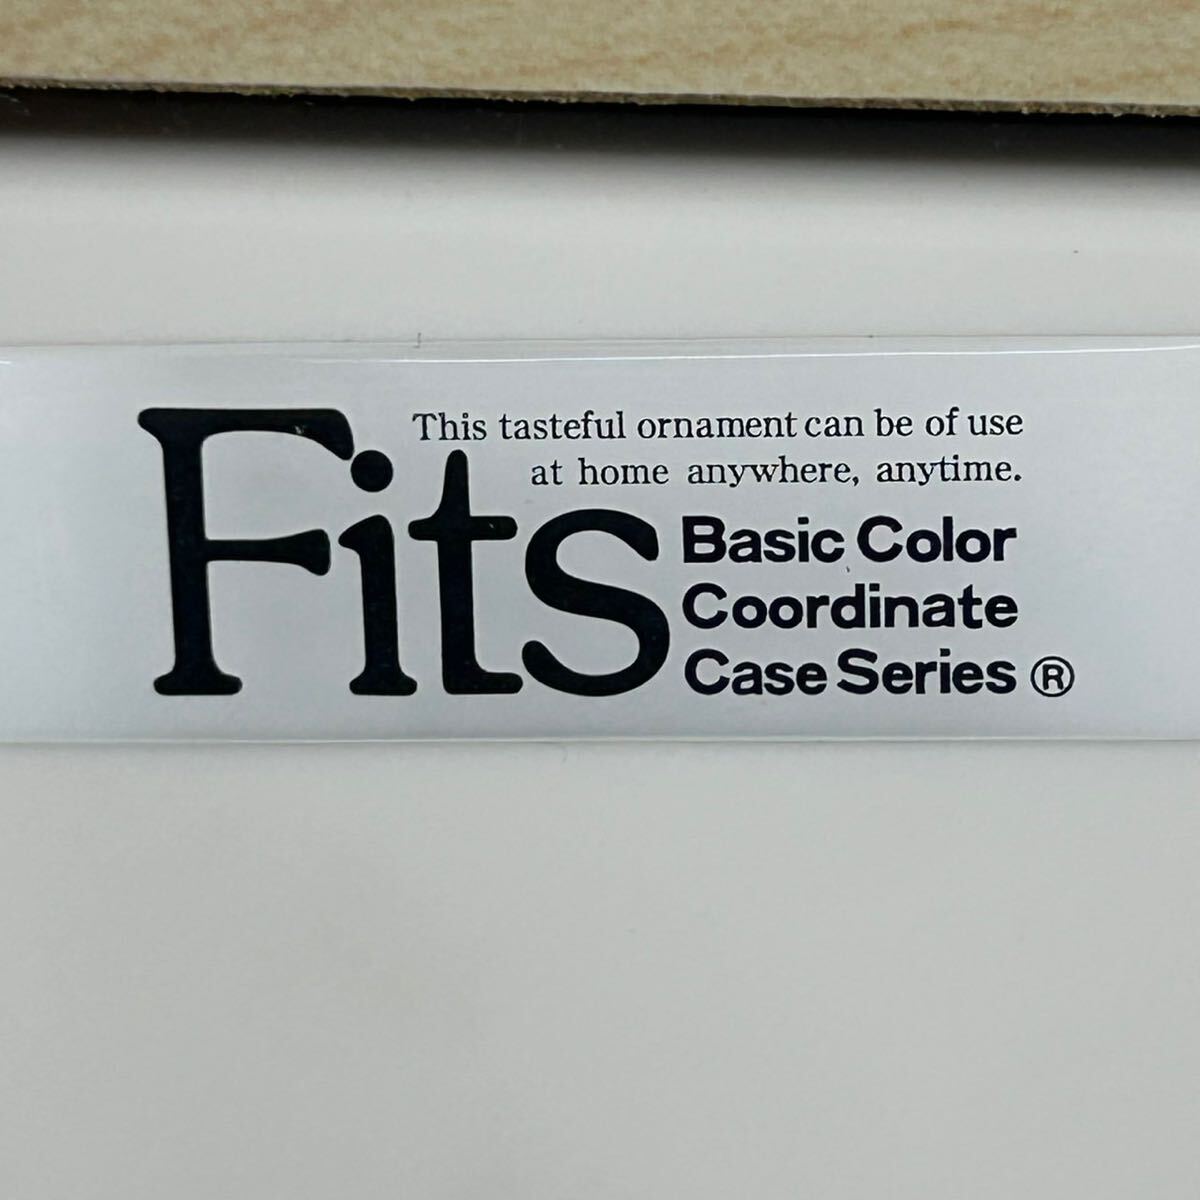 Fits
This tasteful ornament can be of use
at home anywhere, anytime.
Basic Color
Coordinate
Case Series ®